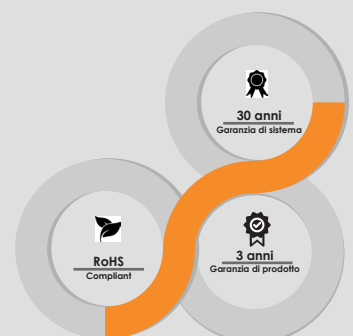 30 anni
Garanzia di sistema
RoHS
Compliant
3 anni
Garanzia di prodotto